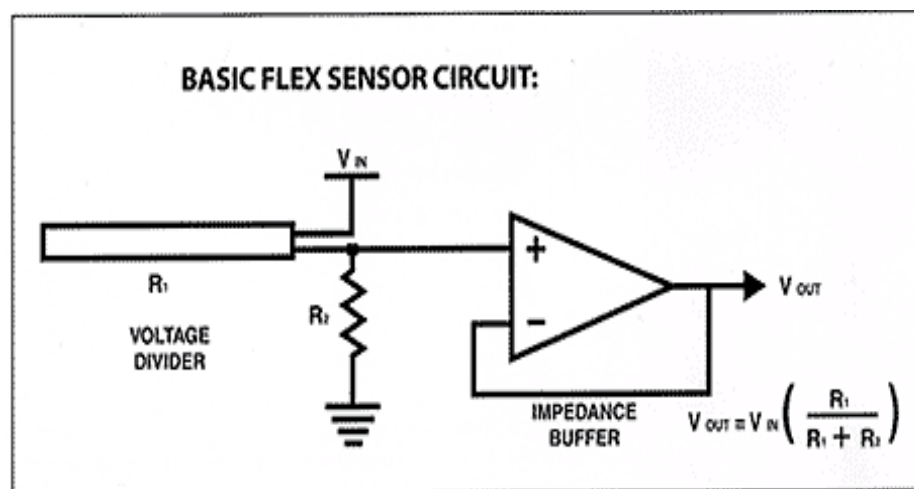 BASIC FLEX SENSOR CIRCUIT:
V IN
R1
R2
+
−
V OUT
VOLTAGE
DIVIDER
IMPEDANCE
BUFFER
V OUT = V IN ( R1 / R1 + R2 )